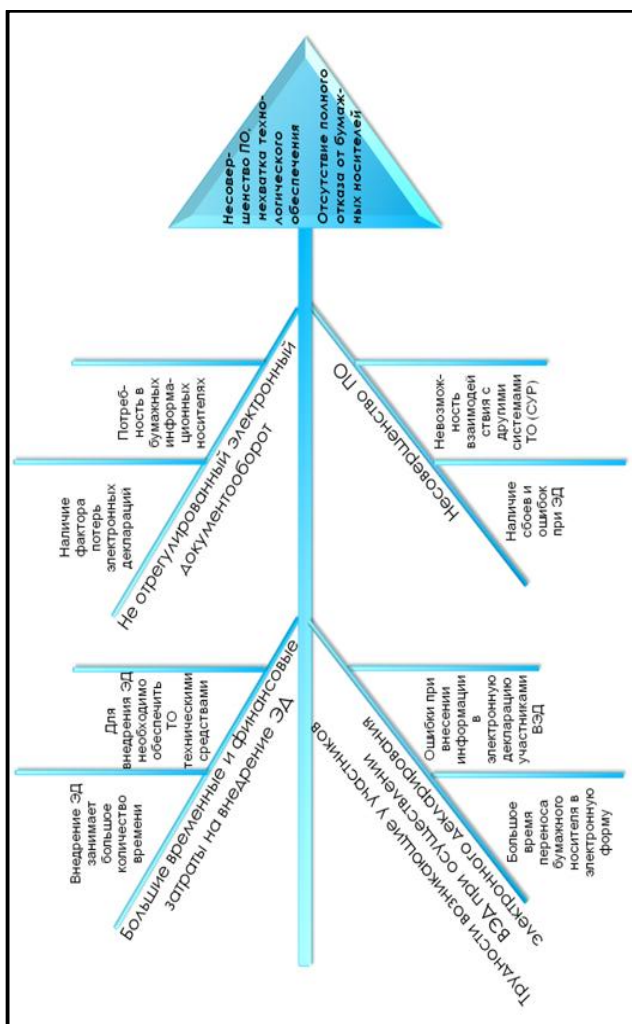 Внедрение ЭД
занимает
большое
количество
времени
Для
внедрения ЭД
необходимо
обеспечить
ТО
техническими
средствами
Большие временные и финансовые
затраты на внедрение ЭД
Наличие
фактора
потерь
электронных
деклараций
Потреб-
ность в
бумажных
информа-
ционных
носителях
Не отрегулированный электронный
документооборот
Несовер-
шенство ПО,
нехватка техно-
логического
обеспечения
Отсутствие полного
отказа от бумаж-
ных носителей
Трудности возникающие у участников
ВЭД при осуществлении
электронного декларирования
Большое
время
переноса
бумажного
носителя в
электронную
форму
Ошибки при
внесении
информации
в
электронную
декларацию
участниками
ВЭД
Несовершенство ПО
Наличие
сбоев и
ошибок
при ЭД
Невозмож-
ность
взаимодей
ствия с
другими
системами
ТО (СУР)